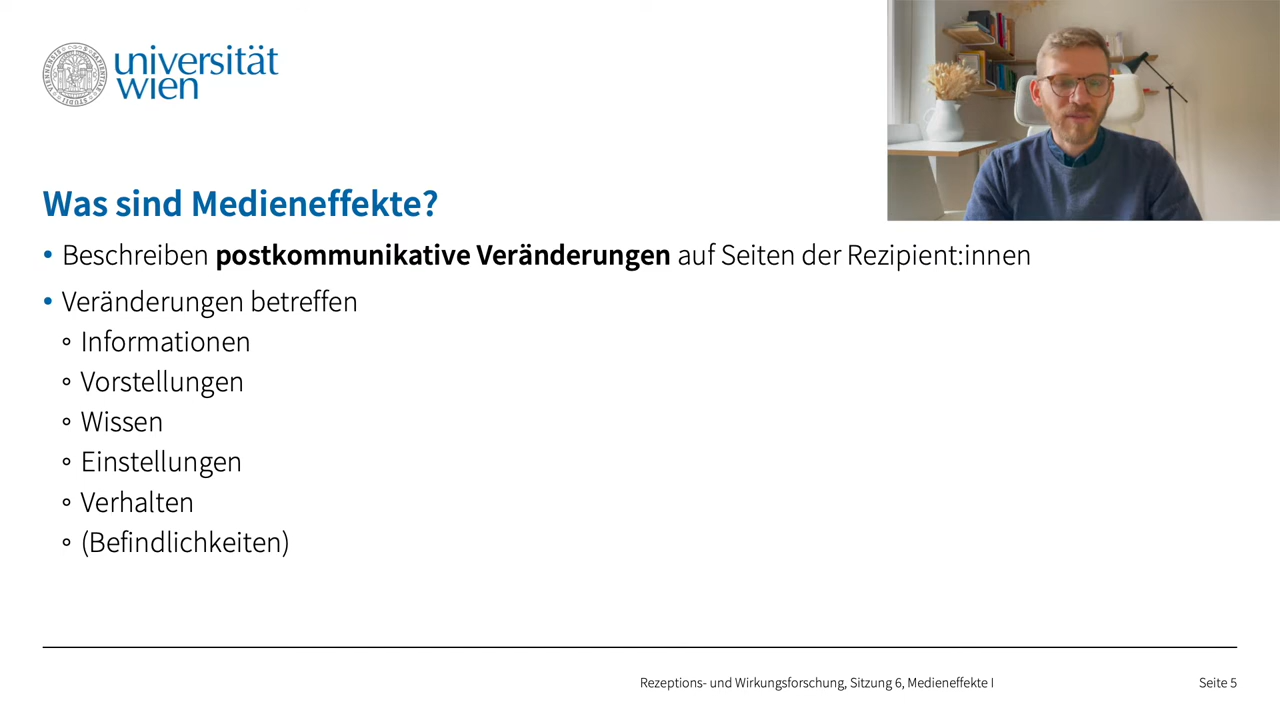 universität
wien
Was sind Medieneffekte?
• Beschreiben postkommunikative Veränderungen auf Seiten der Rezipient:innen
• Veränderungen betreffen
◦ Informationen
◦ Vorstellungen
◦ Wissen
◦ Einstellungen
◦ Verhalten
◦ (Befindlichkeiten)
Rezeptions- und Wirkungsforschung, Sitzung 6, Medieneffekte I
Seite 5